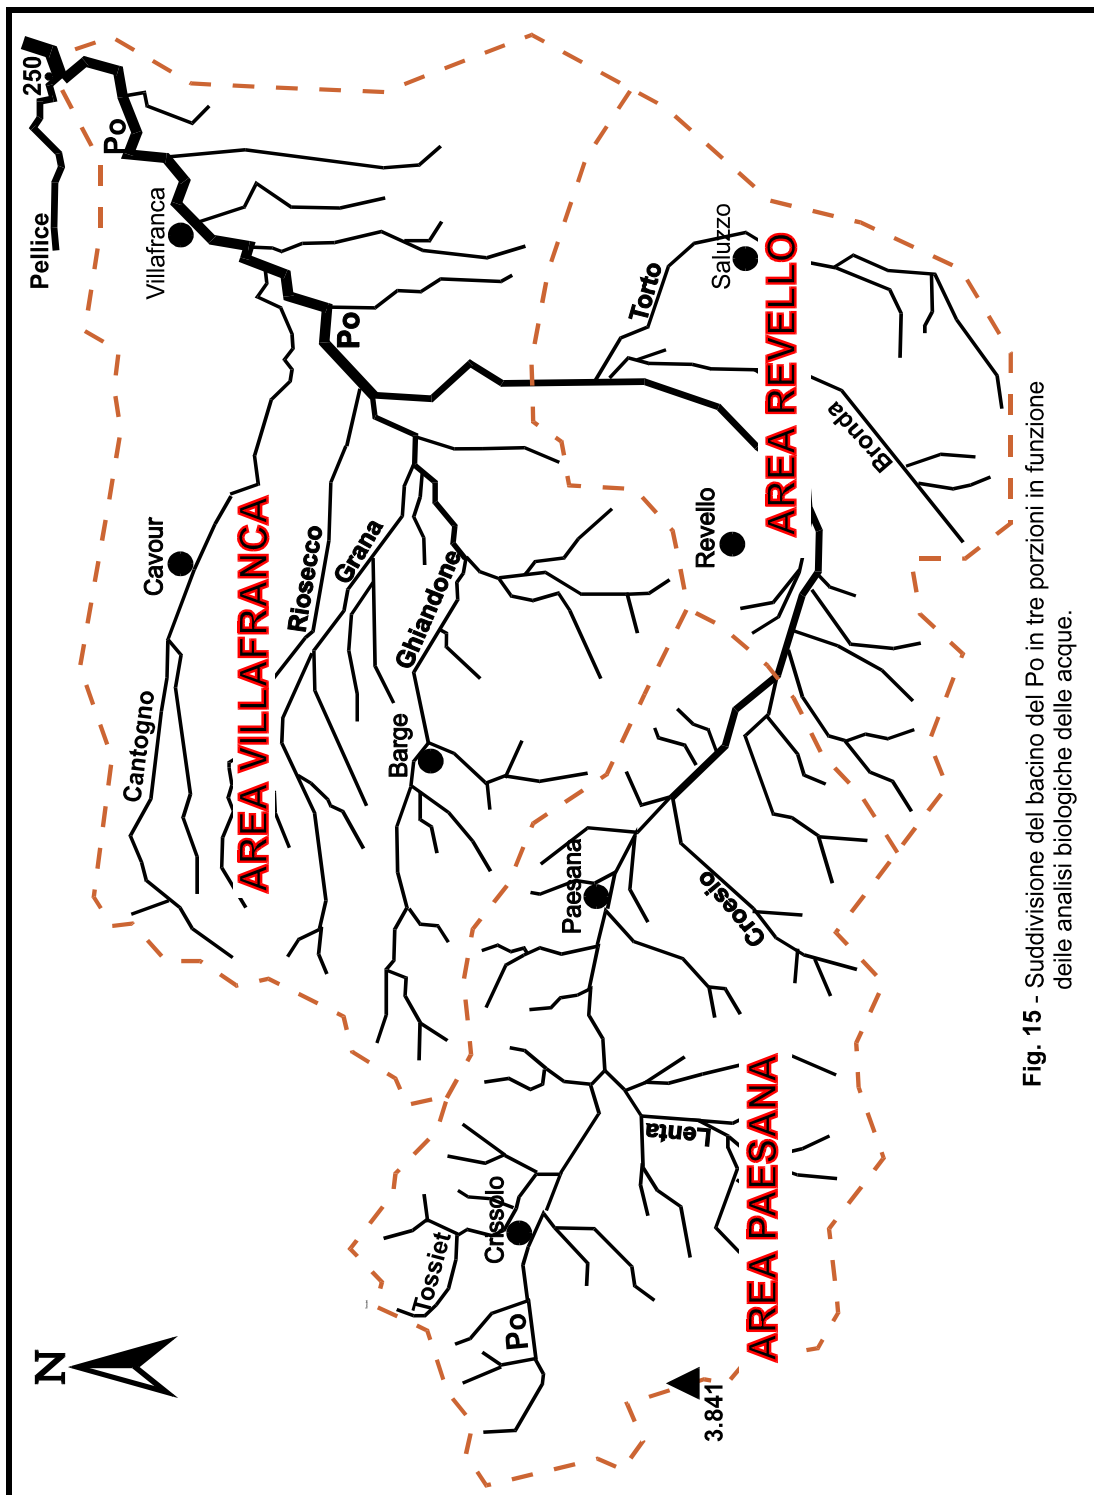 N
3.841
250
Pellice
Po
Villafranca
Cavour
Cantogno
AREA VILLAFRANCA
Riosecco
Grana
Ghiandone
Barge
Po
Torto
Saluzzo
AREA REVELLO
Revello
Bronda
Paesana
Croesio
Lenta
AREA PAESANA
Crissolo
Tossiet
Po
Fig. 15 - Suddivisione del bacino del Po in tre porzioni in funzione
delle analisi biologiche delle acque.